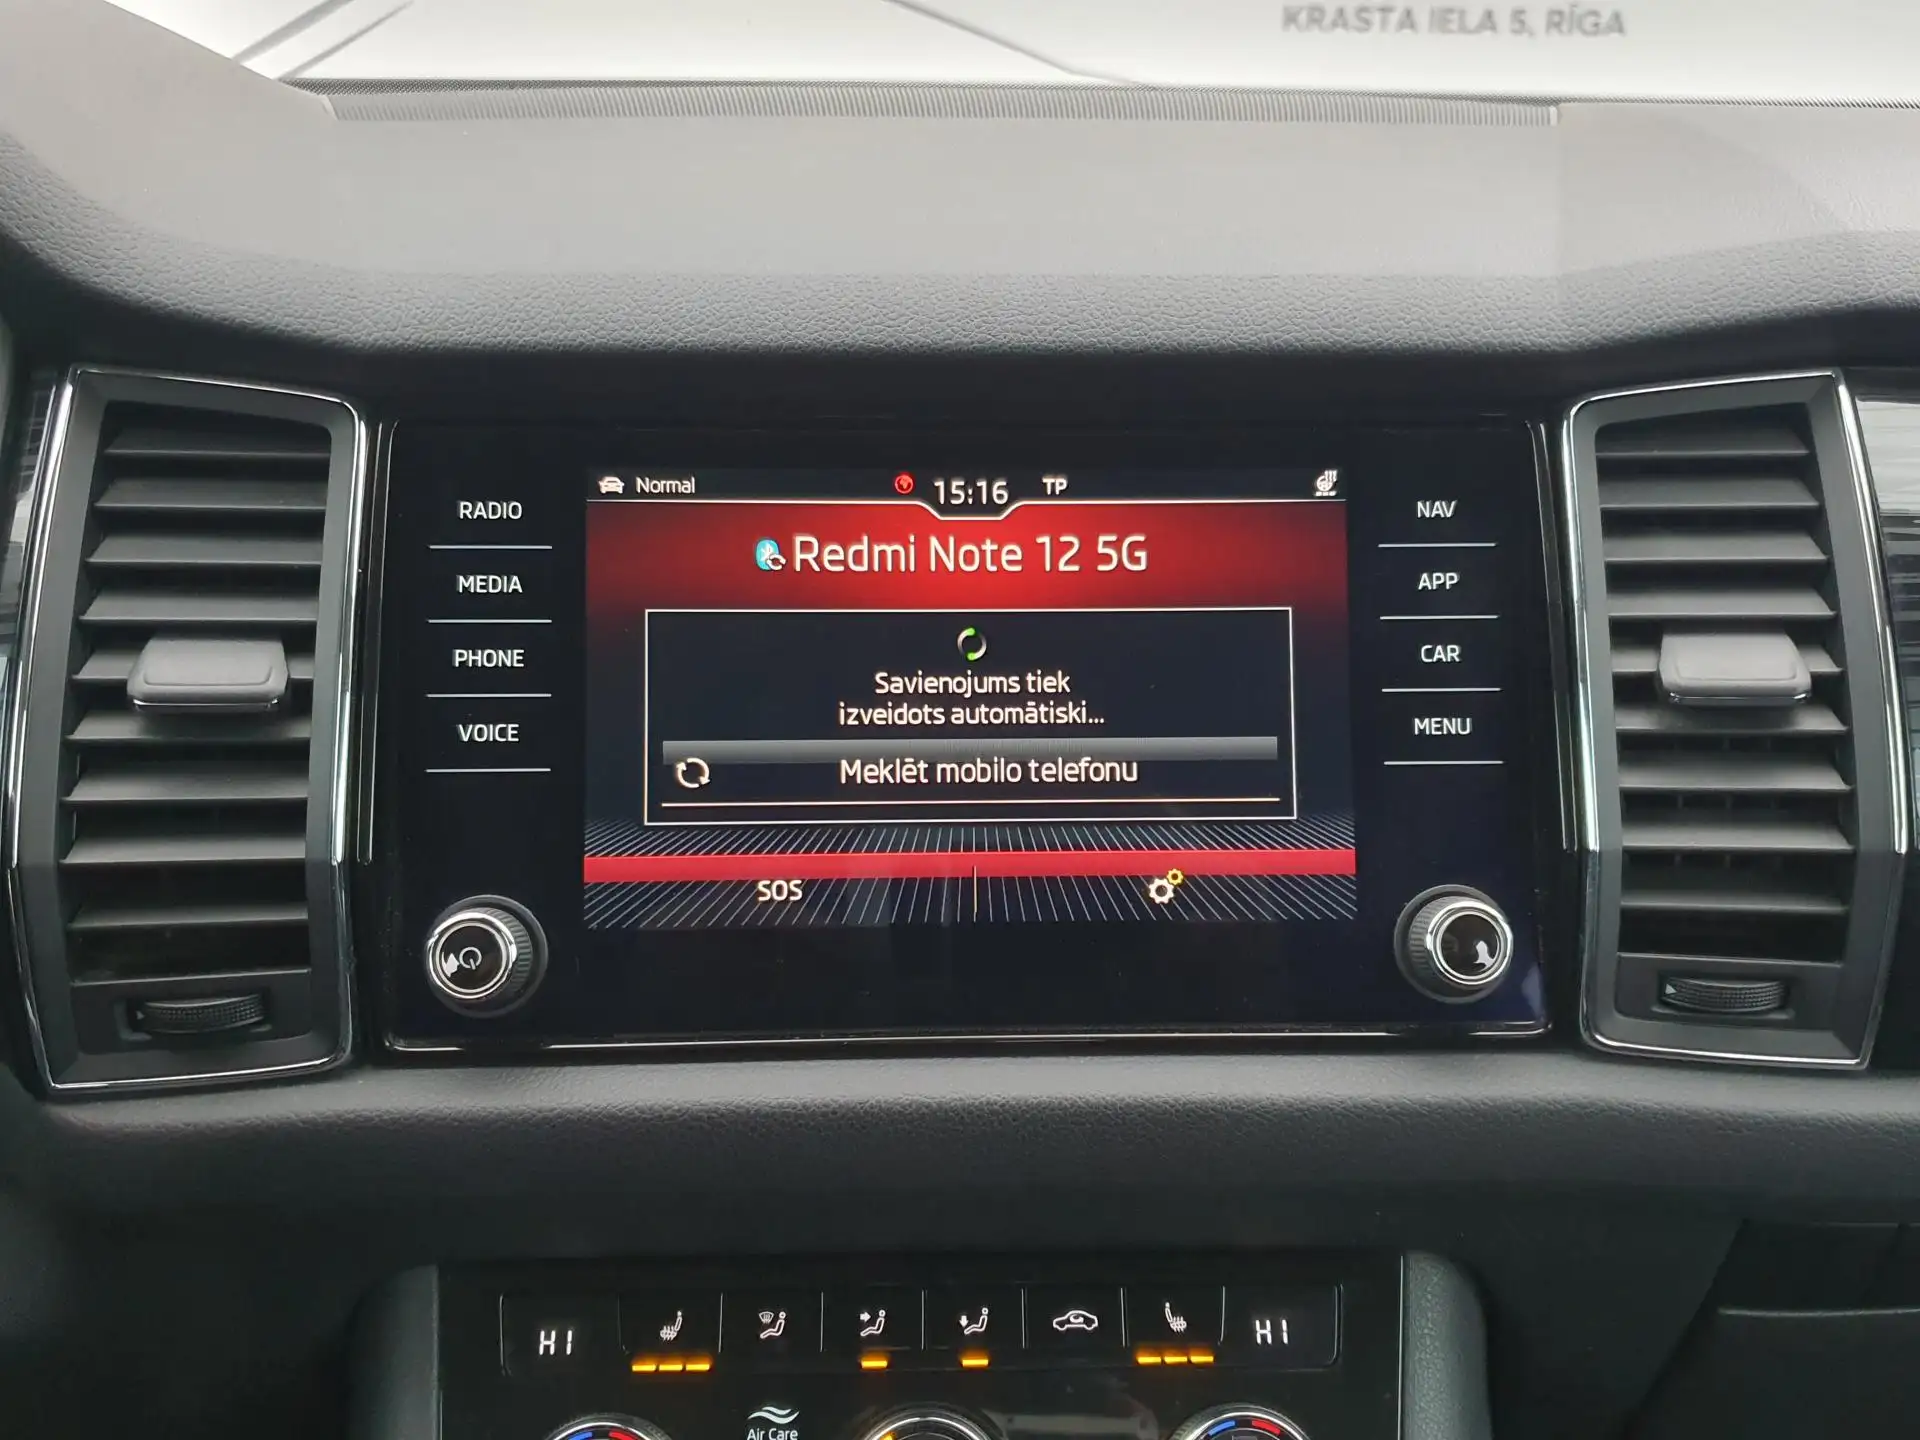 KRASTA IELA 5, RĪGA
RADIO
MEDIA
PHONE
VOICE
Normal
15:16
TP
Redmi Note 12 5G
Savienojums tiek
izveidots automātiski...
Meklēt mobilo telefonu
SOS
NAV
APP
CAR
MENU
HI
HI
Air Care